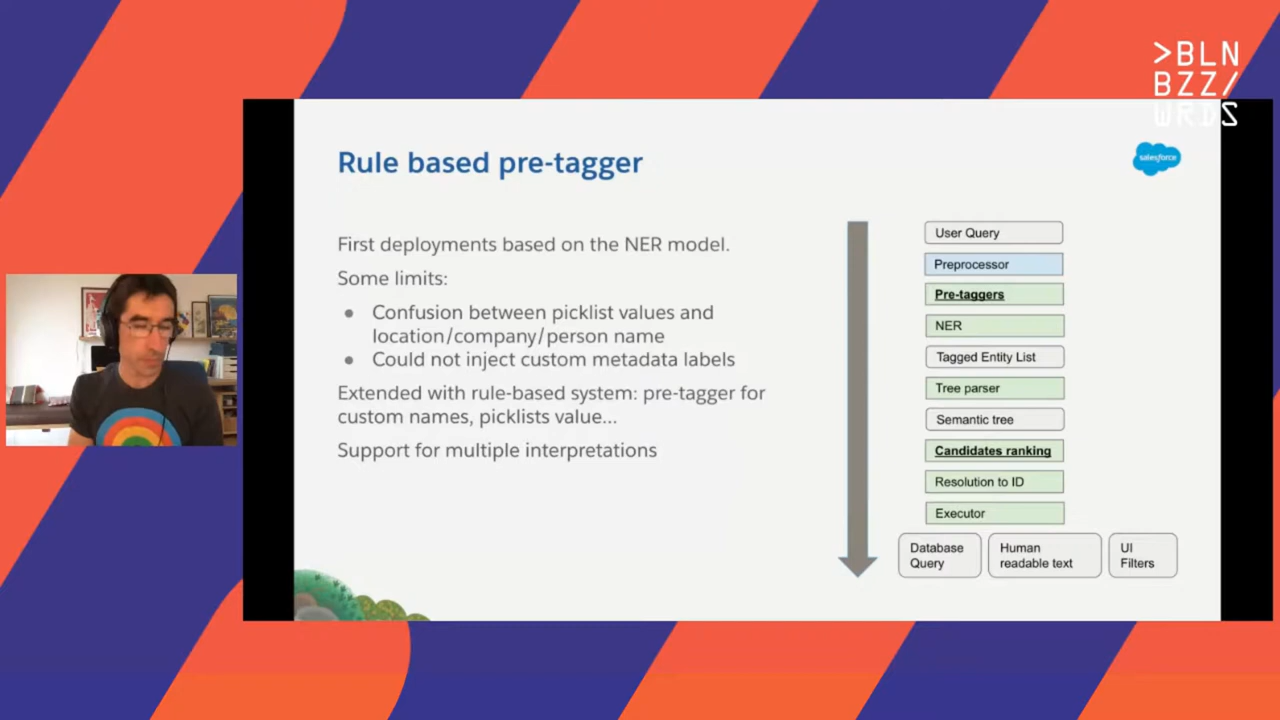 >BLN
BZZ/
WRDS
Rule based pre-tagger
salesforce
First deployments based on the NER model.
Some limits:
● Confusion between picklist values and
location/company/person name
● Could not inject custom metadata labels
Extended with rule-based system: pre-tagger for
custom names, picklists value...
Support for multiple interpretations
User Query
Preprocessor
Pre-taggers
NER
Tagged Entity List
Tree parser
Semantic tree
Candidates ranking
Resolution to ID
Executor
Database
Query
Human
readable text
UI
Filters